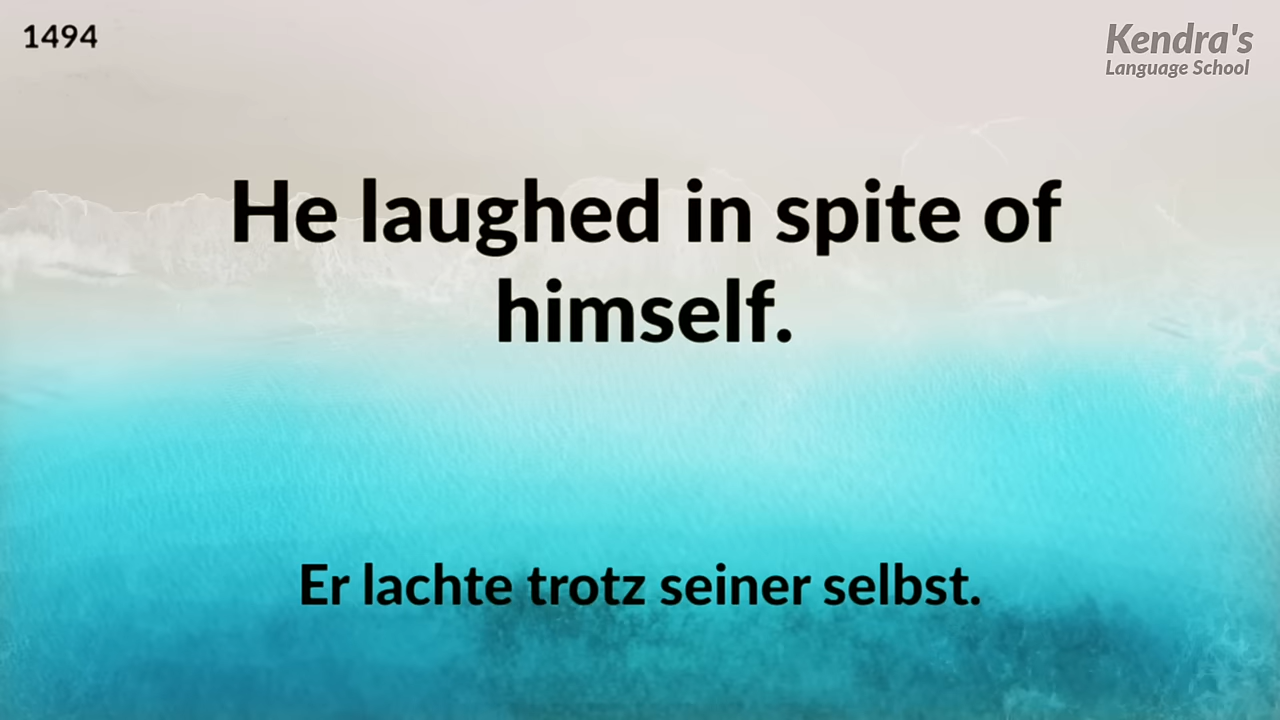 1494
Kendra's
Language School
He laughed in spite of
himself.
Er lachte trotz seiner selbst.